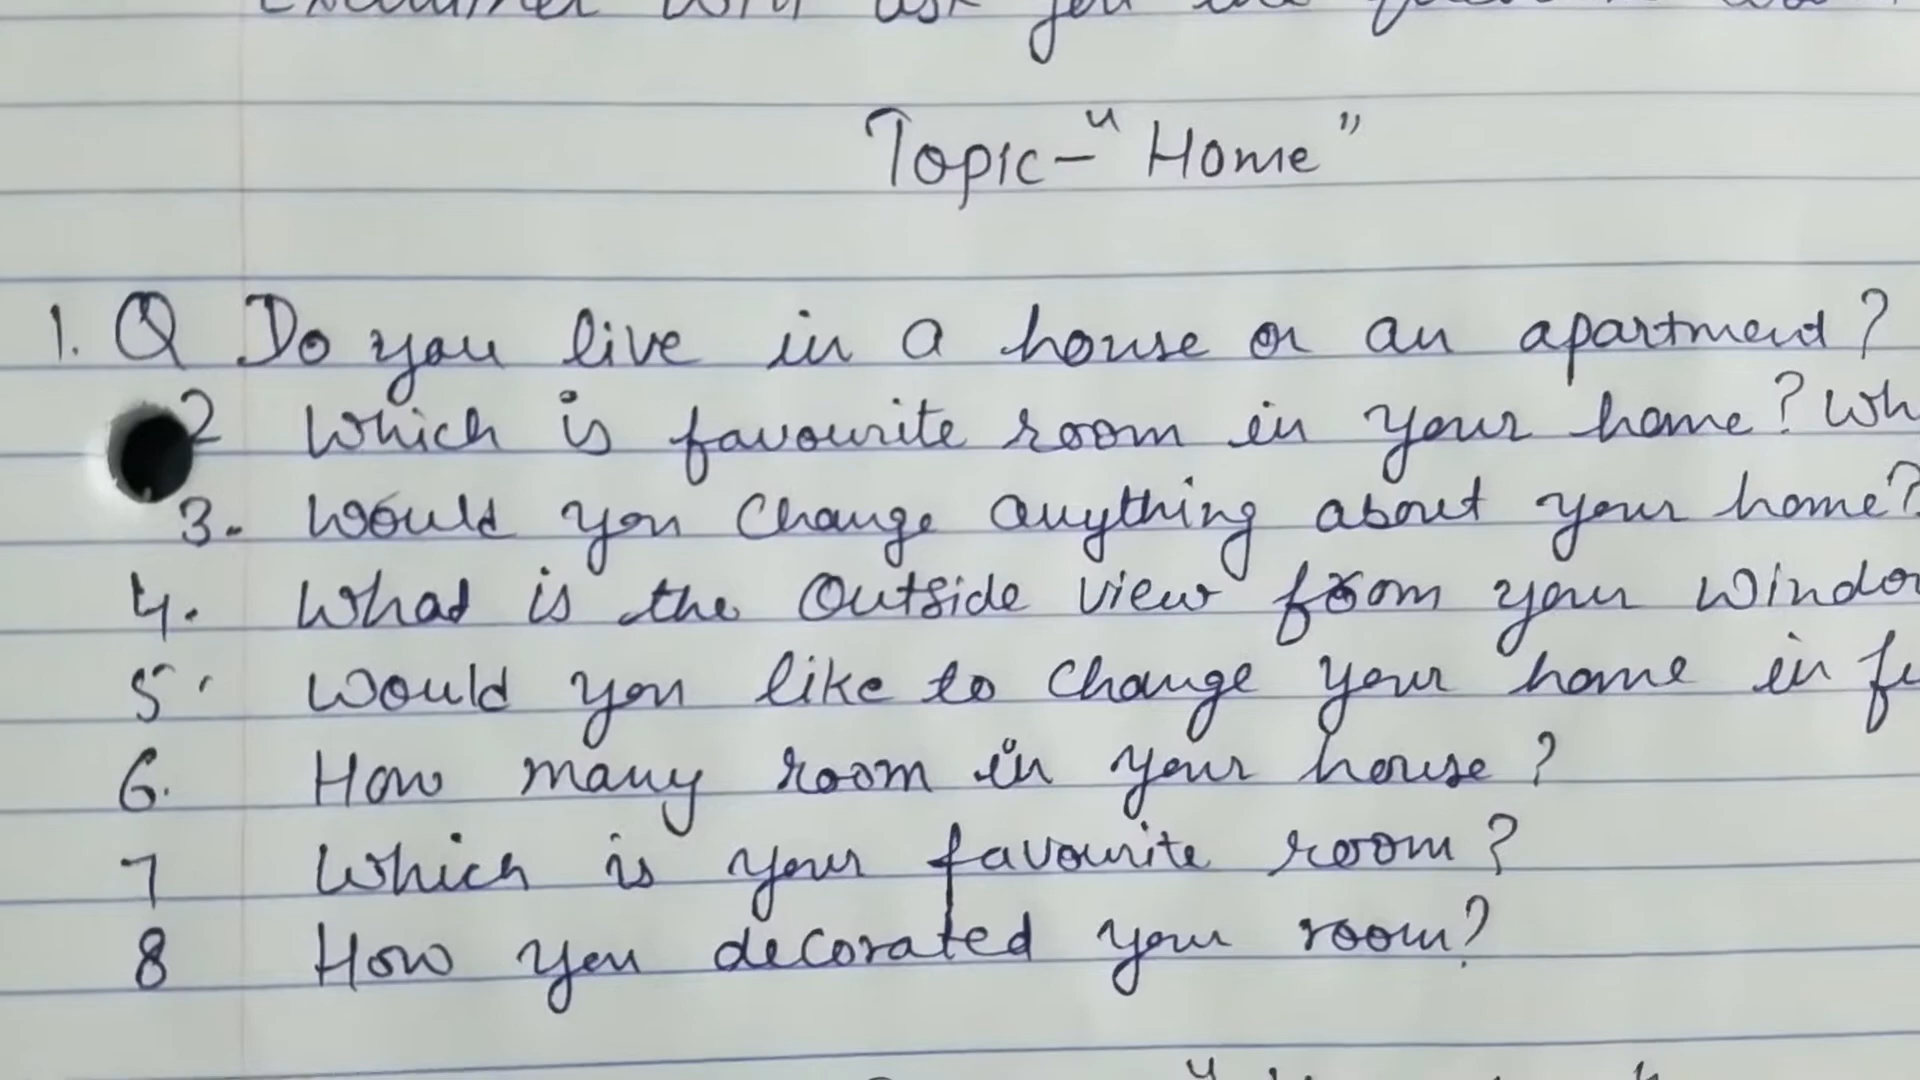 will ask you
Topic - "Home"
1. Q Do you live in a house or an apartment?
2 Which is favourite room in your home?
3. Would you change anything about your home?
4. What is the outside view from your
5. Would you like to change your home in
6. How many room in your house?
7 Which is your favourite room?
8 How you decorated your room?